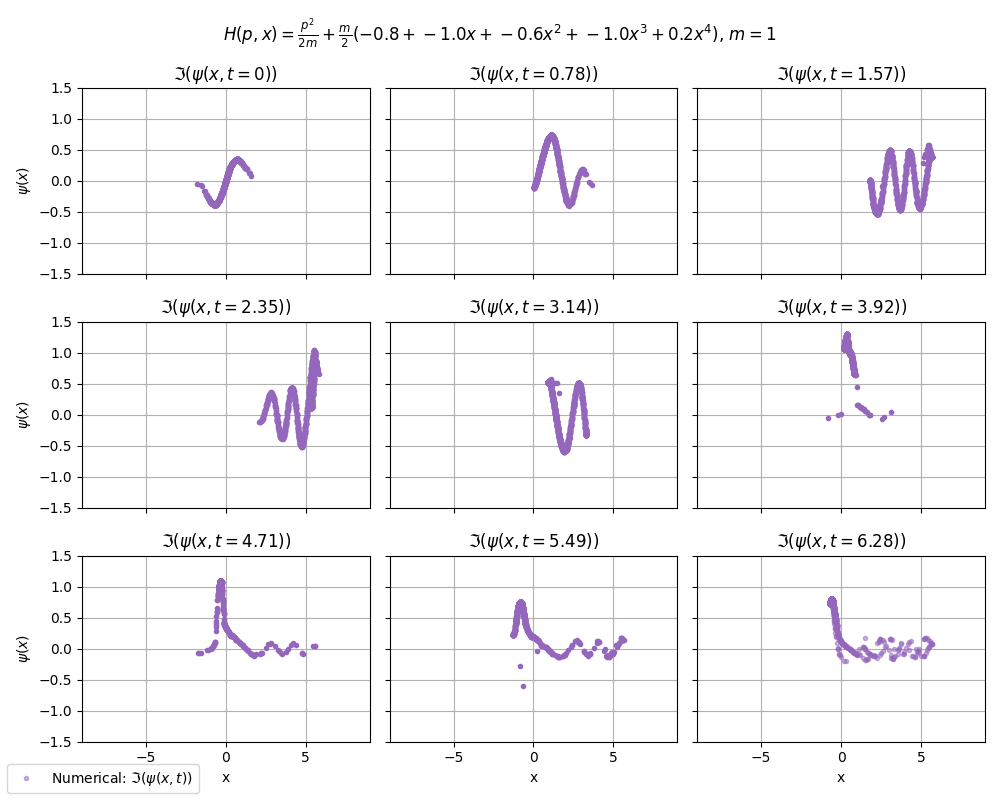 H(p, x) = p²/2m + m/2(−0.8 + −1.0x + −0.6x² + −1.0x³ + 0.2x⁴), m = 1
ℑ(ψ(x, t = 0)) ℑ(ψ(x, t = 0.78)) ℑ(ψ(x, t = 1.57))
1.5
1.0
0.5
0.0
−0.5
−1.0
−1.5
ψ(x)
ℑ(ψ(x, t = 2.35)) ℑ(ψ(x, t = 3.14)) ℑ(ψ(x, t = 3.92))
1.5
1.0
0.5
0.0
−0.5
−1.0
−1.5
ψ(x)
ℑ(ψ(x, t = 4.71)) ℑ(ψ(x, t = 5.49)) ℑ(ψ(x, t = 6.28))
1.5
1.0
0.5
0.0
−0.5
−1.0
−1.5
ψ(x)
−5 0 5 −5 0 5 −5 0 5
x x x
Numerical: ℑ(ψ(x, t))